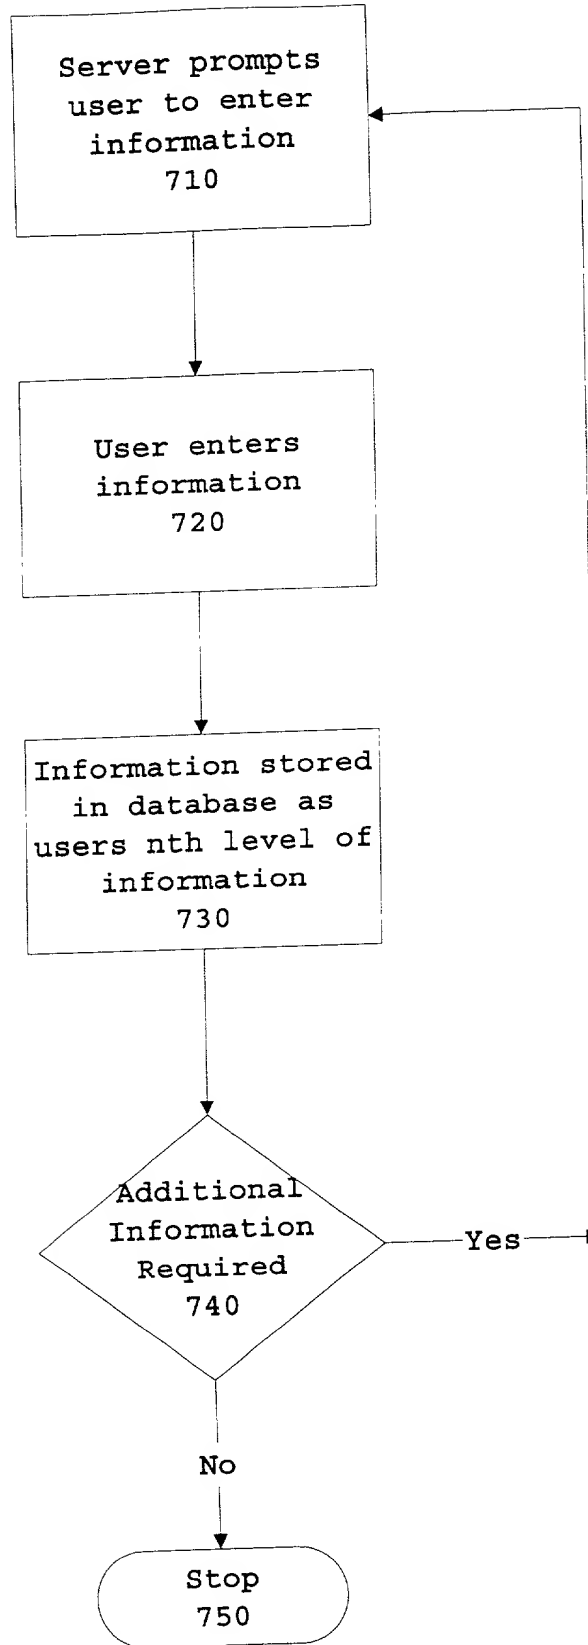 Server prompts
user to enter
information
710
User enters
information
720
Information stored
in database as
users nth level of
information
730
Additional
Information
Required
740
Yes
No
Stop
750